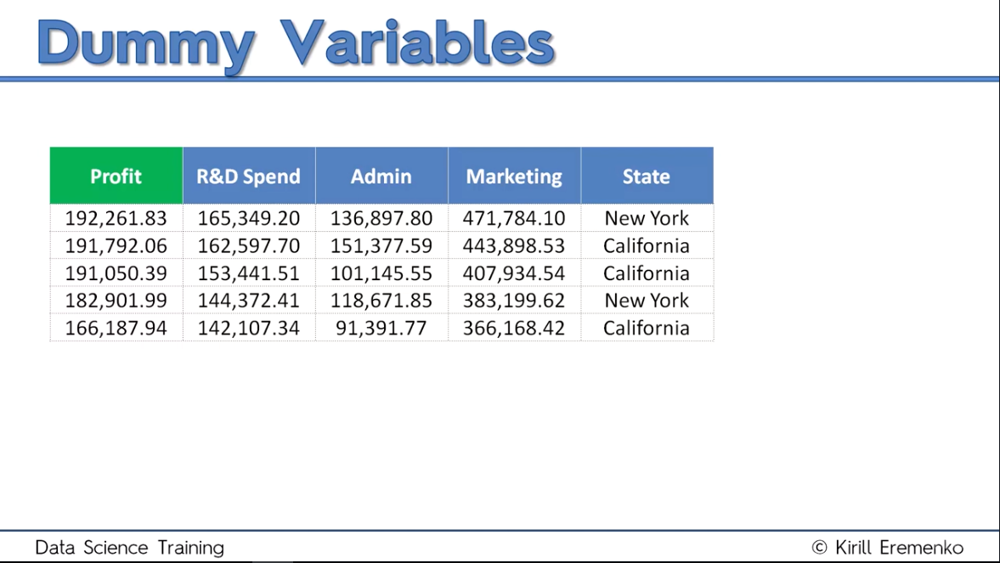 Dummy Variables
Profit R&D Spend Admin Marketing State
192,261.83 165,349.20 136,897.80 471,784.10 New York
191,792.06 162,597.70 151,377.59 443,898.53 California
191,050.39 153,441.51 101,145.55 407,934.54 California
182,901.99 144,372.41 118,671.85 383,199.62 New York
166,187.94 142,107.34 91,391.77 366,168.42 California
Data Science Training © Kirill Eremenko